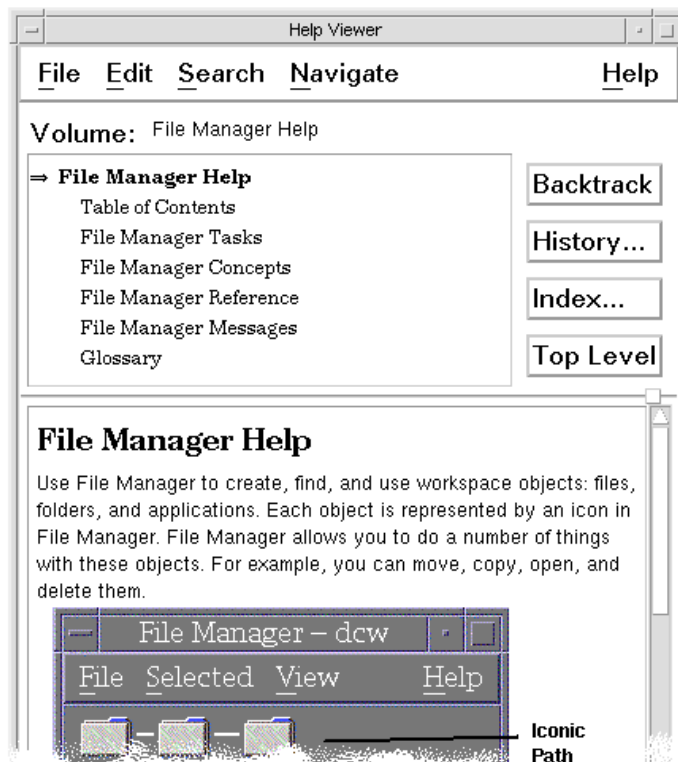 Help Viewer
File Edit Search Navigate Help
Volume: File Manager Help
⇒ File Manager Help
Table of Contents
File Manager Tasks
File Manager Concepts
File Manager Reference
File Manager Messages
Glossary
Backtrack
History...
Index...
Top Level
File Manager Help
Use File Manager to create, find, and use workspace objects: files,
folders, and applications. Each object is represented by an icon in
File Manager. File Manager allows you to do a number of things
with these objects. For example, you can move, copy, open, and
delete them.
File Manager – dcw
File Selected View Help
Iconic
Path